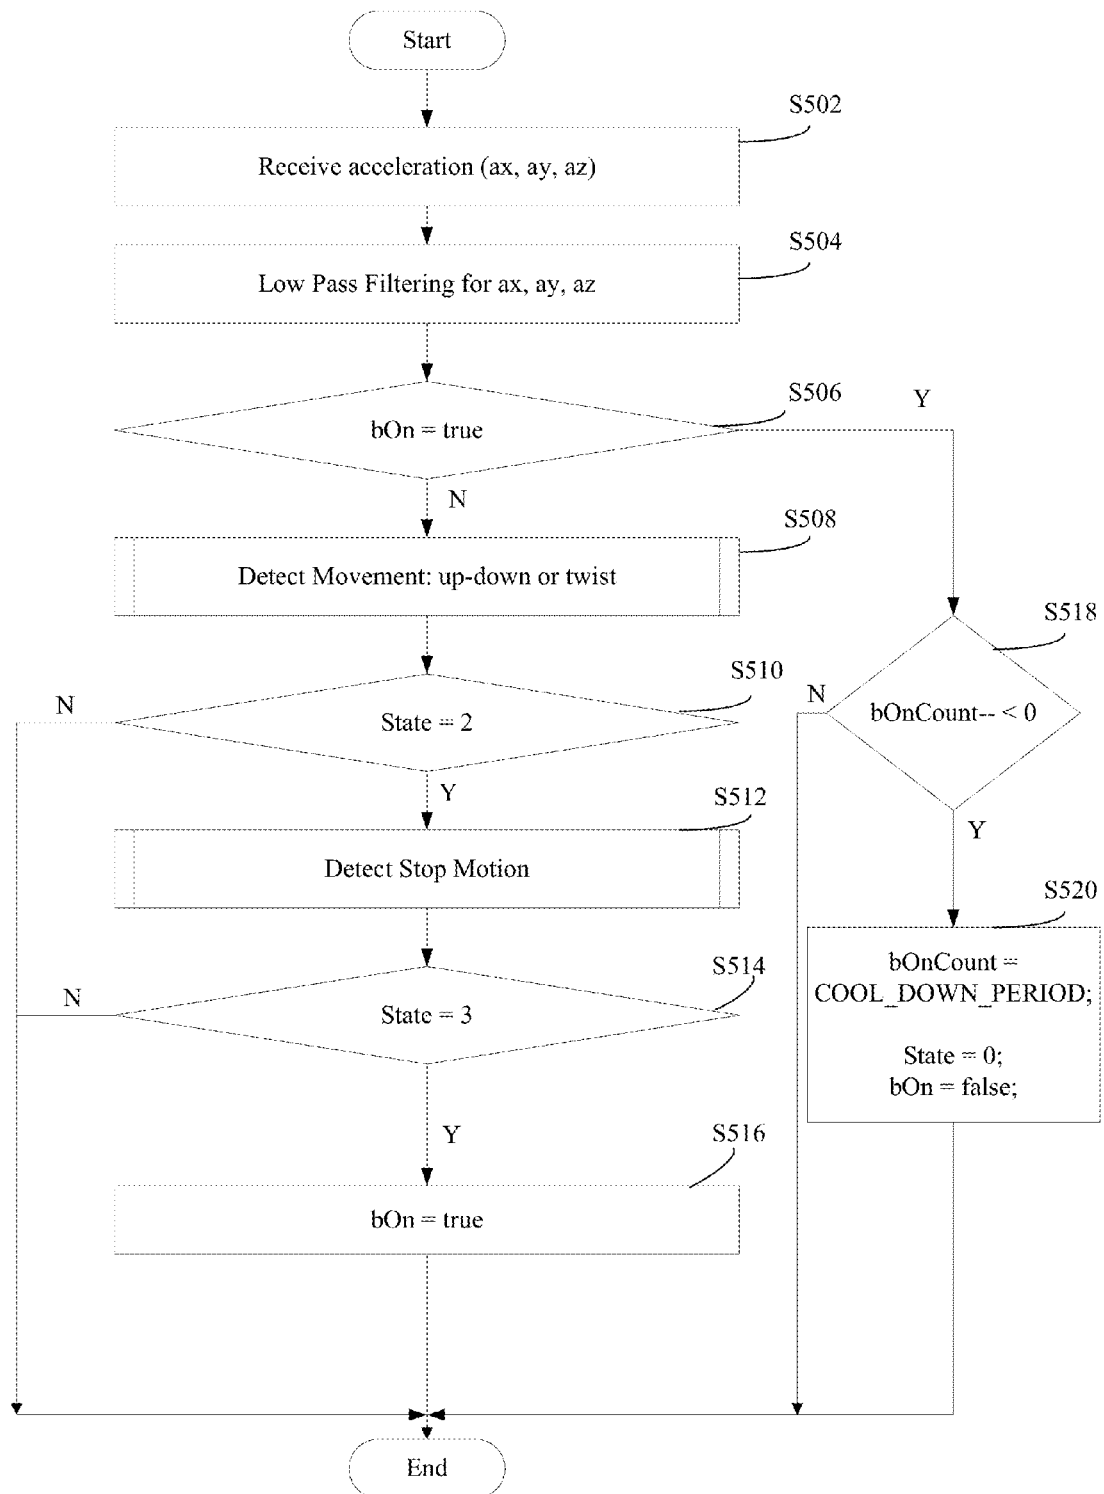 Start
S502
Receive acceleration (ax, ay, az)
S504
Low Pass Filtering for ax, ay, az
S506
Y
bOn = true
N
S508
Detect Movement: up-down or twist
S518
S510
N
N
State = 2
bOnCount-- < 0
Y
S512
Y
Detect Stop Motion
S520
bOnCount =
COOL_DOWN_PERIOD;
State = 0;
bOn = false;
S514
N
State = 3
Y
S516
bOn = true
End